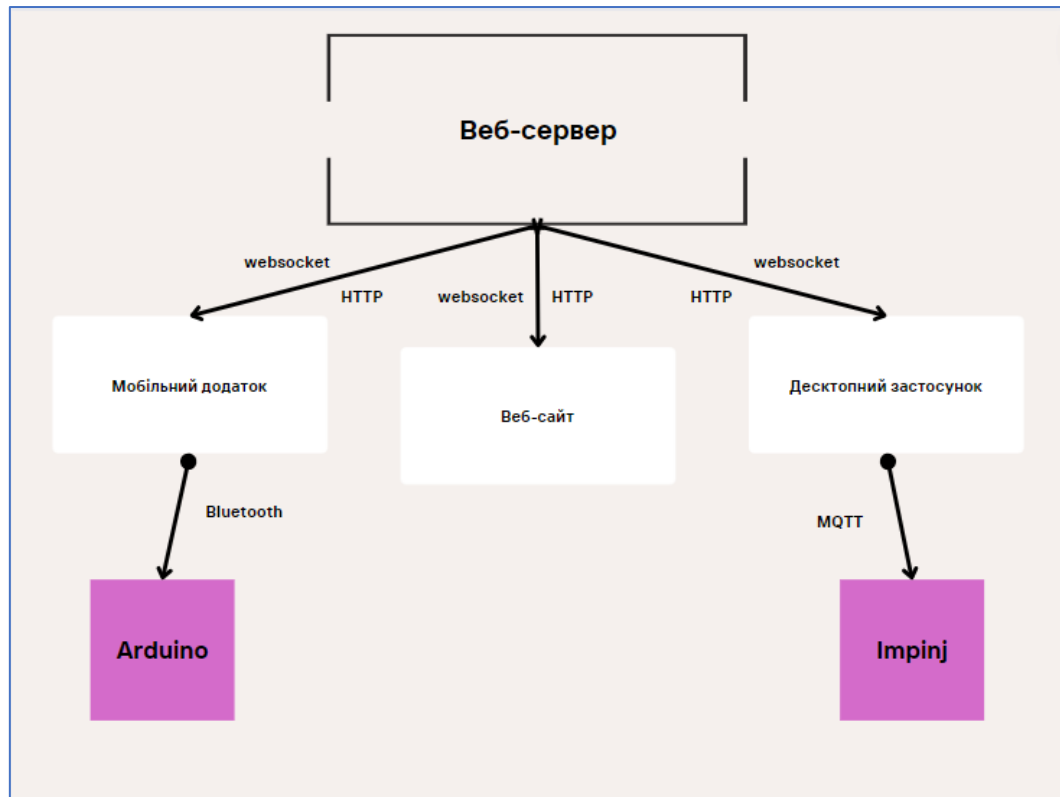 Веб-сервер
websocket
websocket
HTTP
websocket
HTTP
HTTP
Мобільний додаток
Веб-сайт
Десктопний застосунок
Bluetooth
MQTT
Arduino
Impinj